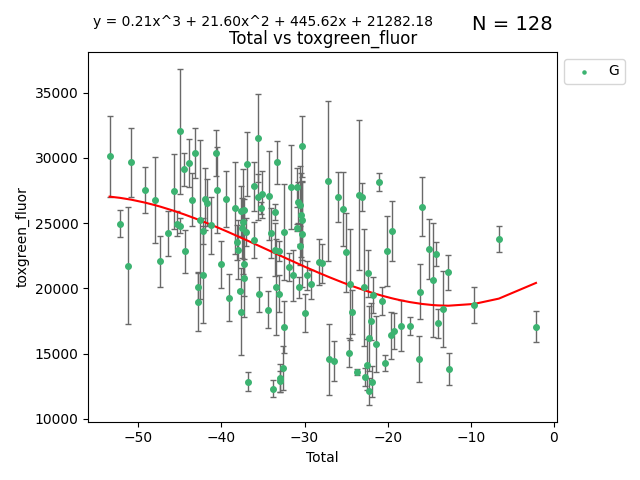 y = 0.21x^3 + 21.60x^2 + 445.62x + 21282.18
N = 128
Total vs toxgreen_fluor
G
toxgreen_fluor
35000
30000
25000
20000
15000
10000
−50
−40
−30
−20
−10
0
Total